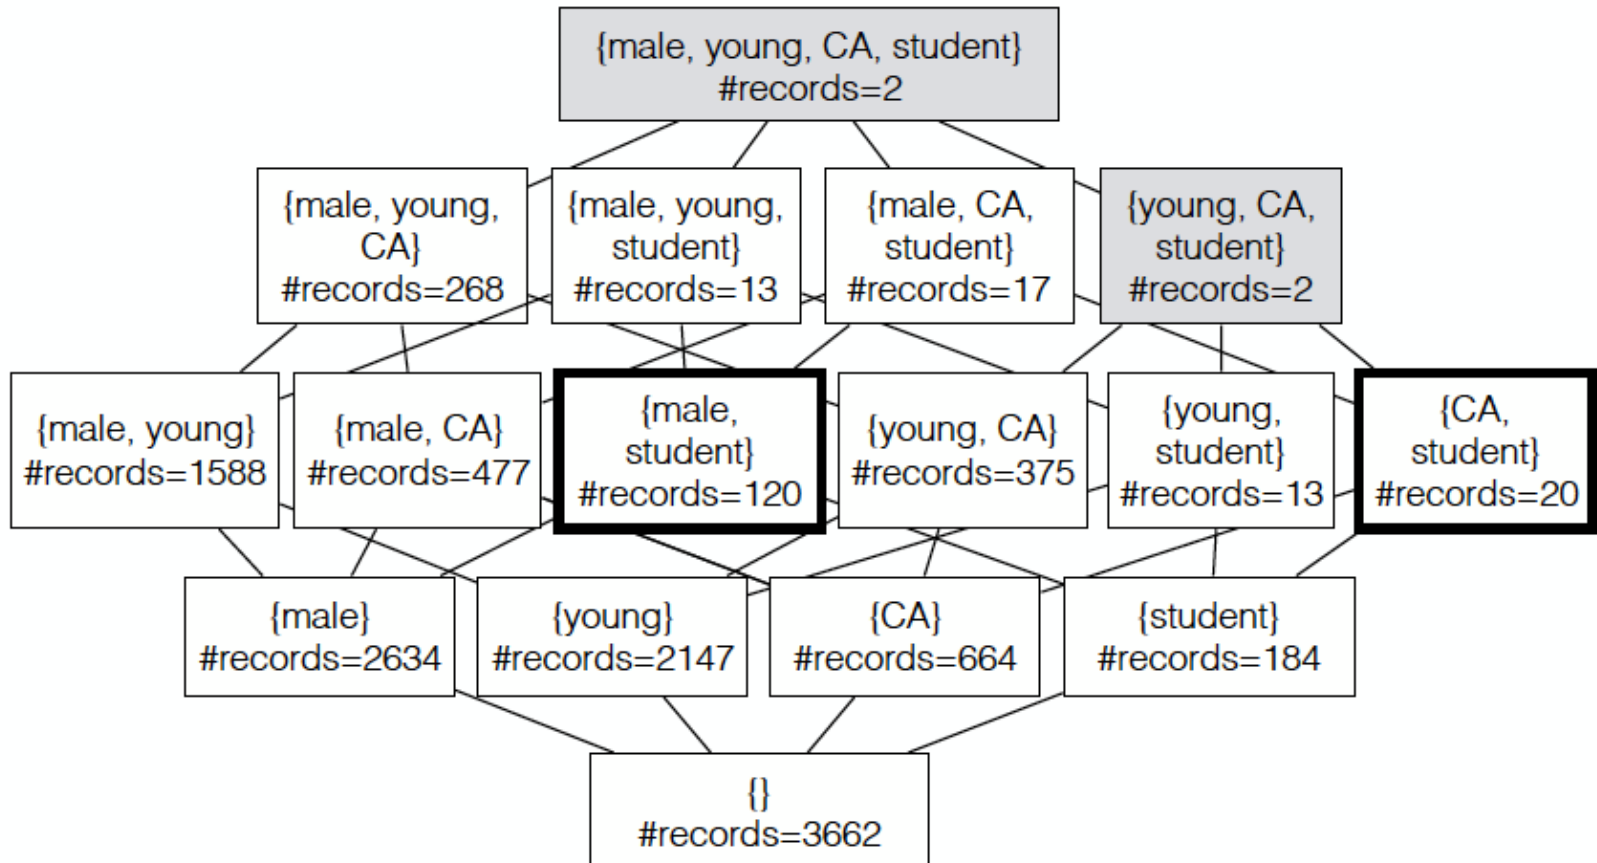 {male, young, CA, student}
#records=2
{male, young,
CA}
#records=268
{male, young,
student}
#records=13
{male, CA,
student}
#records=17
{young, CA,
student}
#records=2
{male, young}
#records=1588
{male, CA}
#records=477
{male,
student}
#records=120
{young, CA}
#records=375
{young,
student}
#records=13
{CA,
student}
#records=20
{male}
#records=2634
{young}
#records=2147
{CA}
#records=664
{student}
#records=184
{}
#records=3662